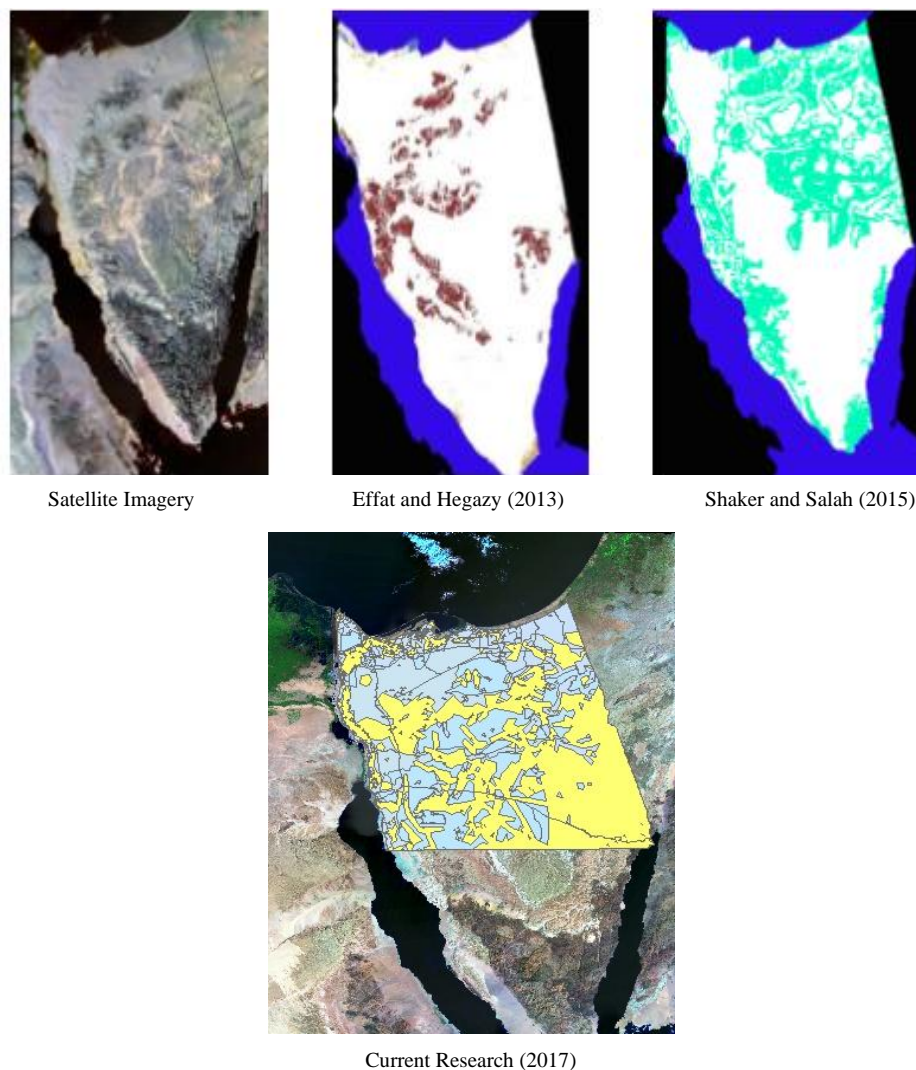 Satellite Imagery
Effat and Hegazy (2013)
Shaker and Salah (2015)
Current Research (2017)